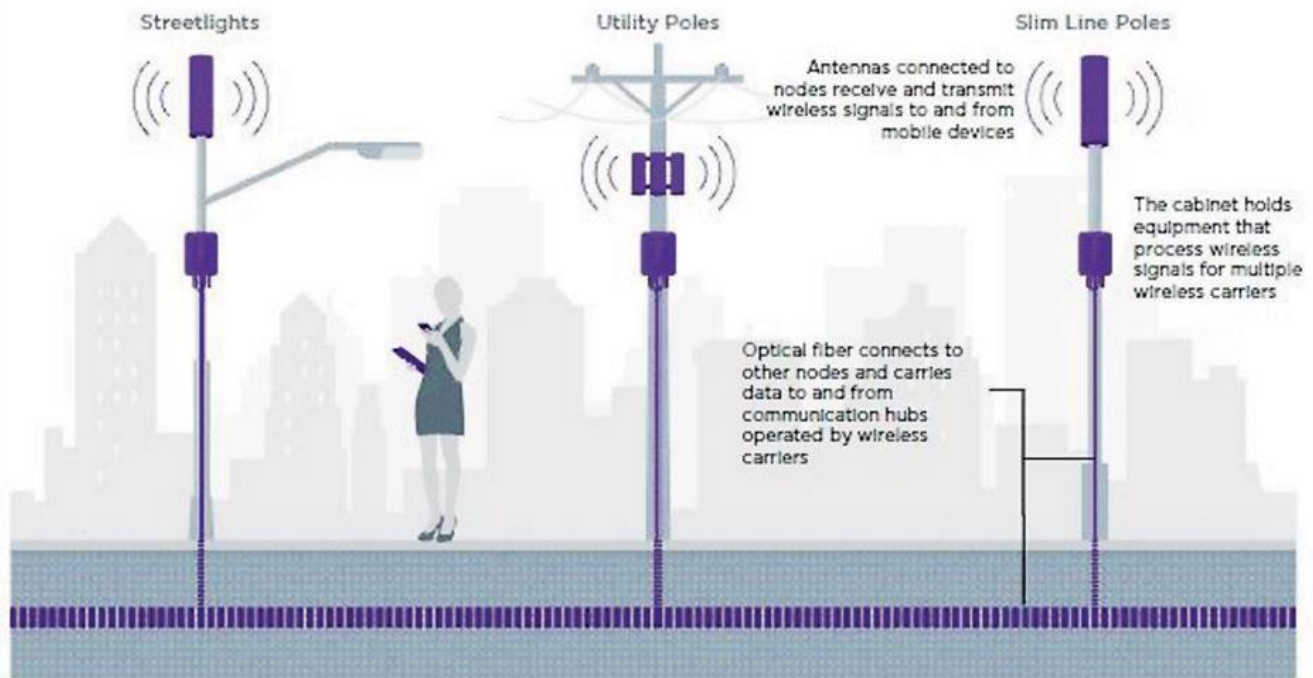 Streetlights
Utility Poles
Slim Line Poles
Antennas connected to
nodes receive and transmit
wireless signals to and from
mobile devices
The cabinet holds
equipment that
process wireless
signals for multiple
wireless carriers
Optical fiber connects to
other nodes and carries
data to and from
communication hubs
operated by wireless
carriers